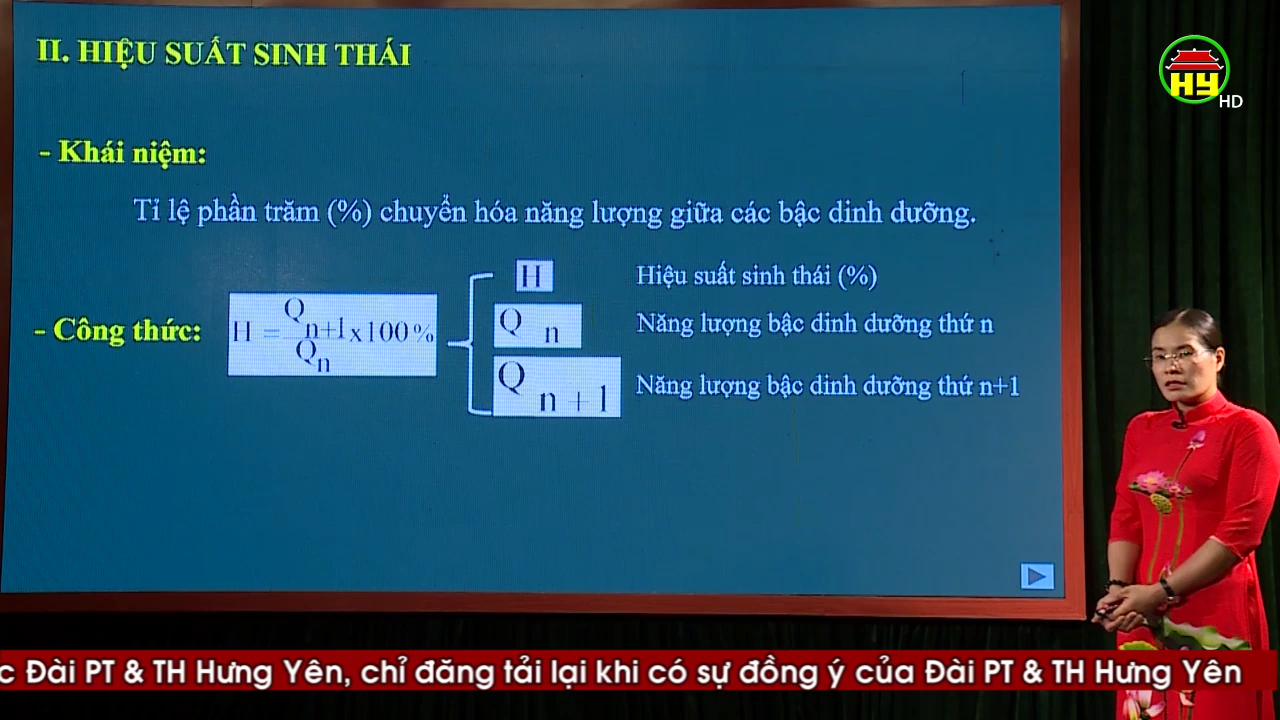 II. HIỆU SUẤT SINH THÁI
HY
HD
- Khái niệm:
Tỉ lệ phần trăm (%) chuyển hóa năng lượng giữa các bậc dinh dưỡng.
- Công thức:
H = Qn+1/Qn x100%
H Hiệu suất sinh thái (%)
Q n Năng lượng bậc dinh dưỡng thứ n
Q n + 1 Năng lượng bậc dinh dưỡng thứ n+1
c Đài PT & TH Hưng Yên, chỉ đăng tải lại khi có sự đồng ý của Đài PT & TH Hưng Yên